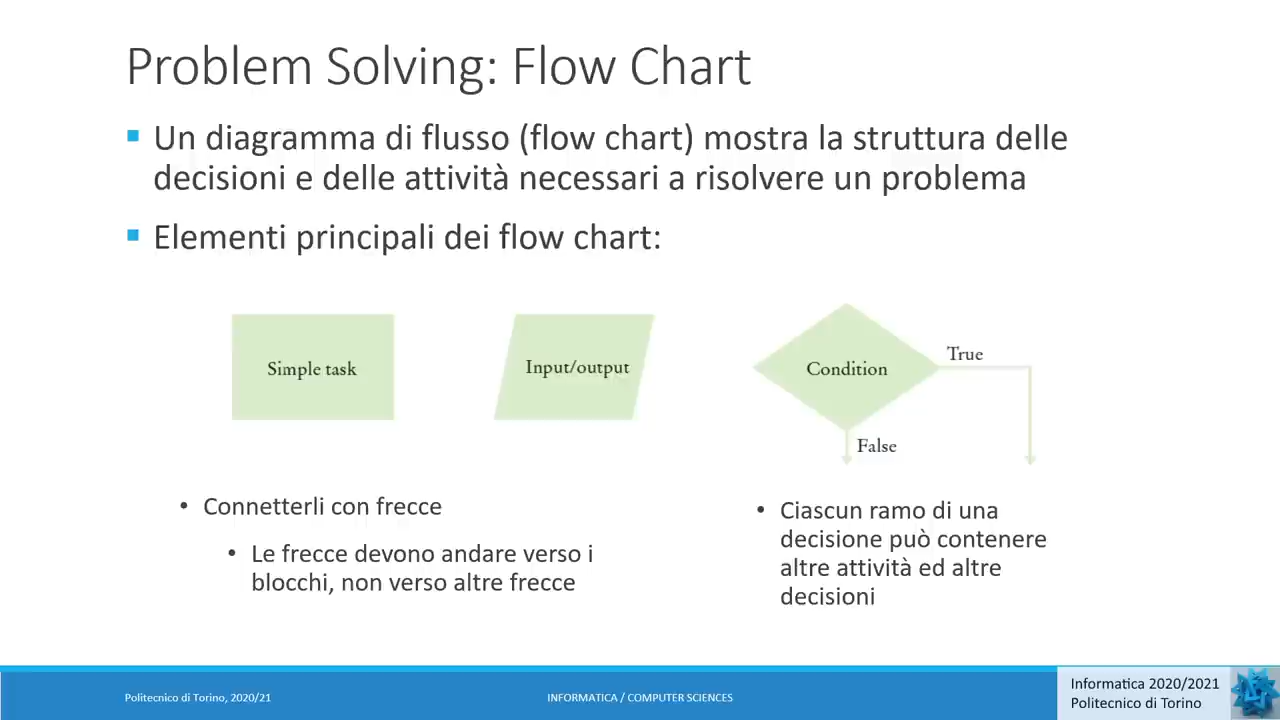 Problem Solving: Flow Chart
Un diagramma di flusso (flow chart) mostra la struttura delle
decisioni e delle attività necessari a risolvere un problema
Elementi principali dei flow chart:
Simple task
Input/output
Condition
True
False
• Connetterli con frecce
• Le frecce devono andare verso i
blocchi, non verso altre frecce
• Ciascun ramo di una
decisione può contenere
altre attività ed altre
decisioni
Politecnico di Torino, 2020/21
INFORMATICA / COMPUTER SCIENCES
Informatica 2020/2021
Politecnico di Torino